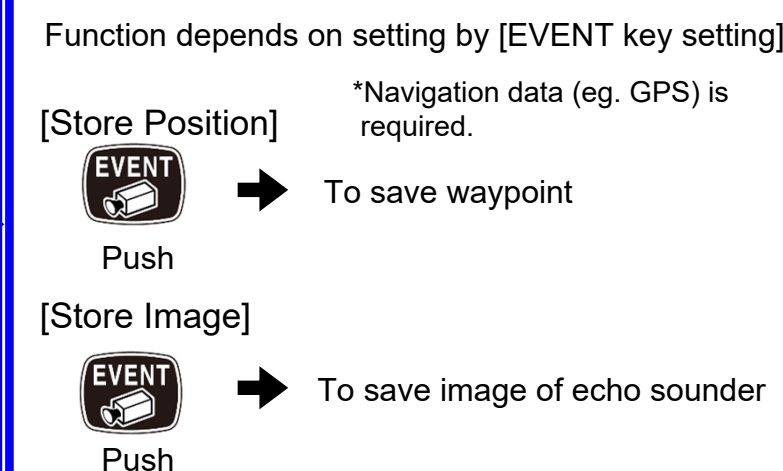 Function depends on setting by [EVENT key setting]
*Navigation data (eg. GPS) is
required.
[Store Position]
EVENT
To save waypoint
Push
[Store Image]
EVENT
To save image of echo sounder
Push